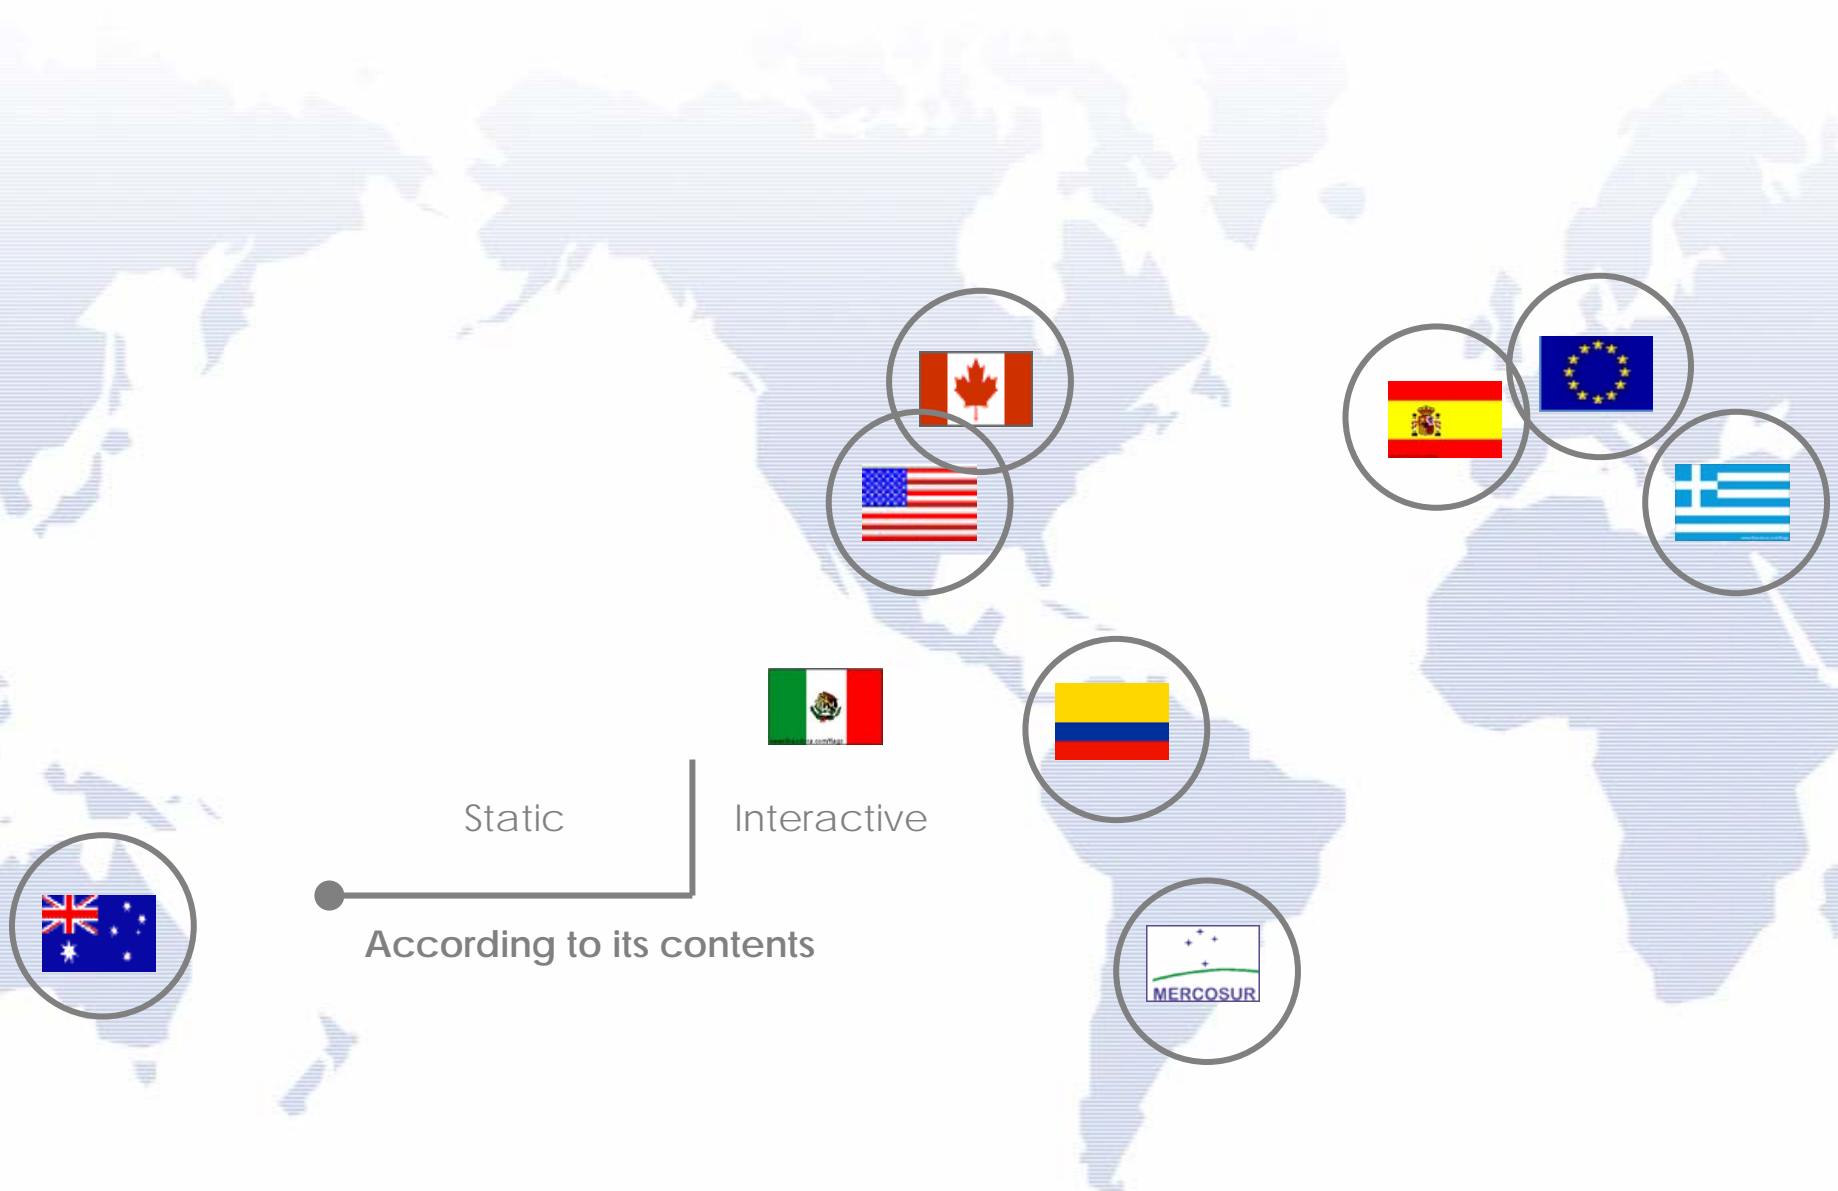 Static
Interactive
According to its contents
MERCOSUR